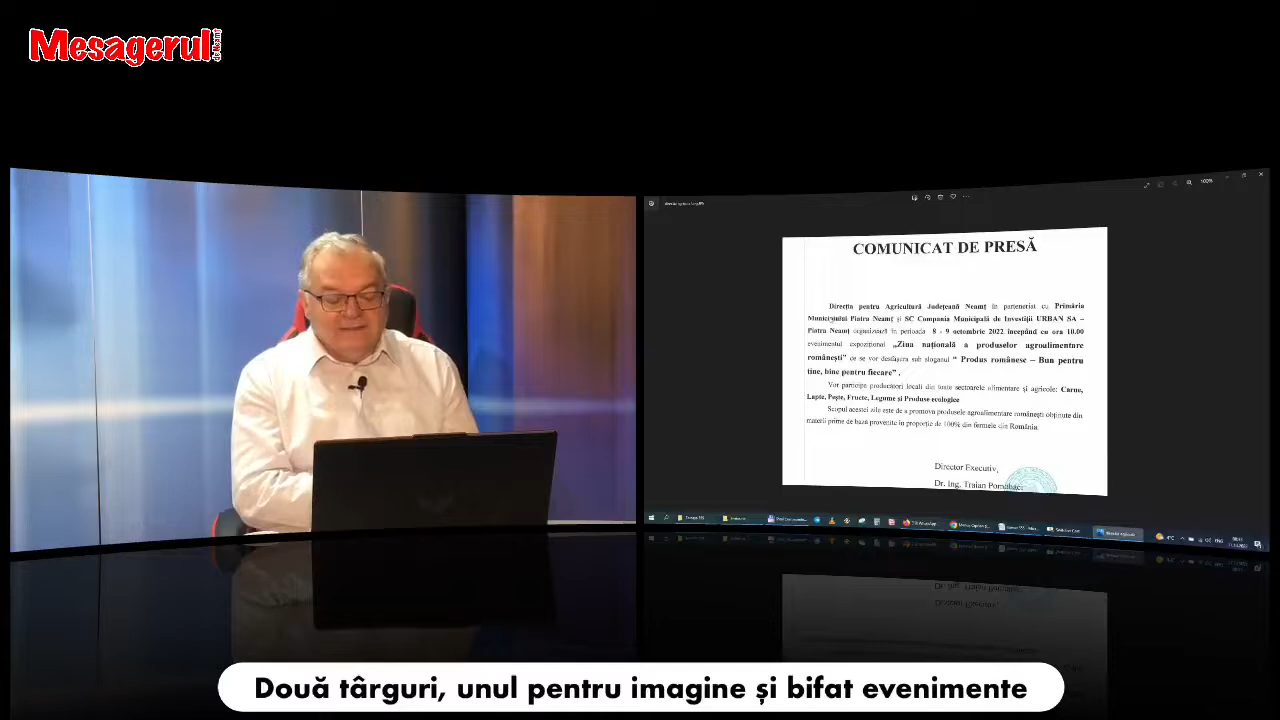 Mesagerul
de Neamț
100%
COMUNICAT DE PRESĂ
Direcția pentru Agricultură Județeană Neamț în parteneriat cu Primăria
Municipiului Piatra Neamț și SC Compania Municipală de Investiții URBAN SA –
Piatra Neamț organizează în perioada 8 - 9 octombrie 2022 începând cu ora 10.00
evenimentul expozițional „Ziua națională a produselor agroalimentare
românești” ce se vor desfășura sub sloganul “ Produs românesc – Bun pentru
tine, bine pentru fiecare” .
Vor participa producători locali din toate sectoarele alimentare și agricole: Carne,
Lapte, Pește, Fructe, Legume și Produse ecologice
Scopul acestei zile este de a promova produsele agroalimentare românești obținute din
materii prime de bază provenite în proporție de 100% din fermele din România.
Director Executiv,
Dr. Ing. Traian
4°C
ENG
Două târguri, unul pentru imagine și bifat evenimente